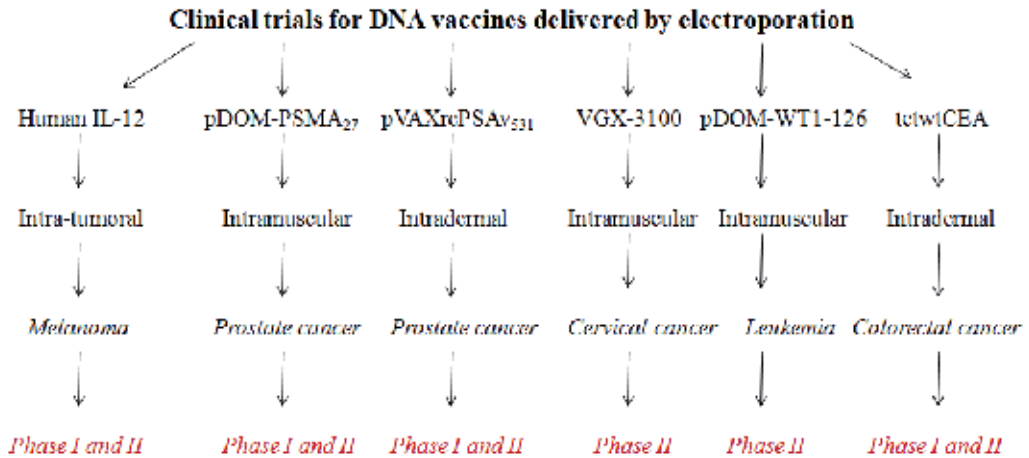 Clinical trials for DNA vaccines delivered by electroporation
Human IL-12 pDOM-PSMA27 pVAXrcPSAv531 VGX-3100 pDOM-WT1-126 tetwtCEA
Intra-tumoral Intramuscular Intradermal Intramuscular Intramuscular Intradermal
Melanoma Prostate cancer Prostate cancer Cervical cancer Leukemia Colorectal cancer
Phase I and II Phase I and II Phase I and II Phase II Phase II Phase I and II